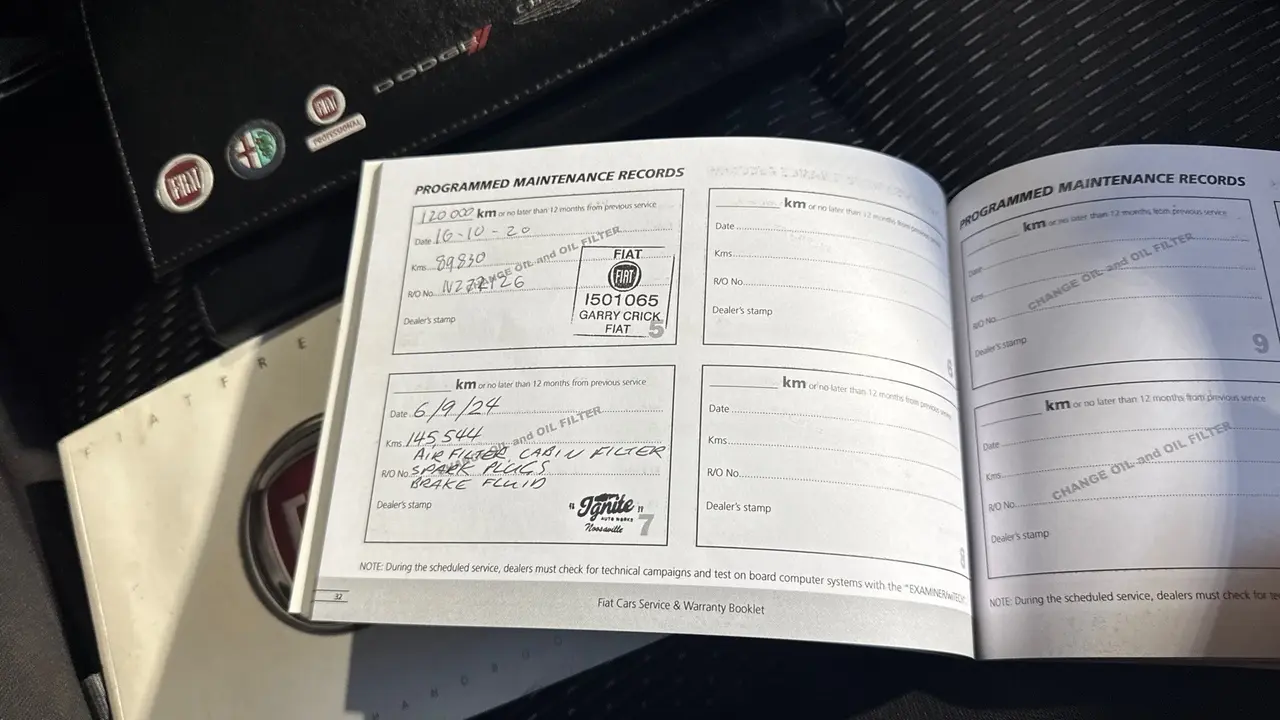 DODGE
FIAT
FIAT
PROFESSIONAL
FIAT FRE
PROGRAMMED MAINTENANCE RECORDS
120 000 km or no later than 12 months from previous service
Date 16-10-20
Kms 89830
CHANGE OIL and OIL FILTER
R/O No.
Dealer's stamp
FIAT
FIAT
1501065
GARRY CRICK
FIAT
5
km or no later than 12 months from previous service
Date
Kms
R/O No.
Dealer's stamp
6
km or no later than 12 months from previous service
Date 6/9/24
Kms 145,544
OIL and OIL FILTER
AIR FILTER CABIN FILTER
R/O No. SPARK PLUGS
BRAKE FLUID
Dealer's stamp
"Ignite"
AUTO WORKS
Noosaville
7
km or no later than 12 months from previous service
Date
Kms
R/O No.
Dealer's stamp
8
NOTE: During the scheduled service, dealers must check for technical campaigns and test on board computer systems with the "EXAMINER/wiTECH"
32
Fiat Cars Service & Warranty Booklet
PROGRAMMED MAINTENANCE RECORDS
km or no later than 12 months from previous service
Date
Kms
CHANGE OIL and OIL FILTER
R/O No.
Dealer's stamp
9
km or no later than 12 months from previous service
Date
Kms
CHANGE OIL and OIL FILTER
R/O No.
Dealer's stamp
NOTE: During the scheduled service, dealers must check for